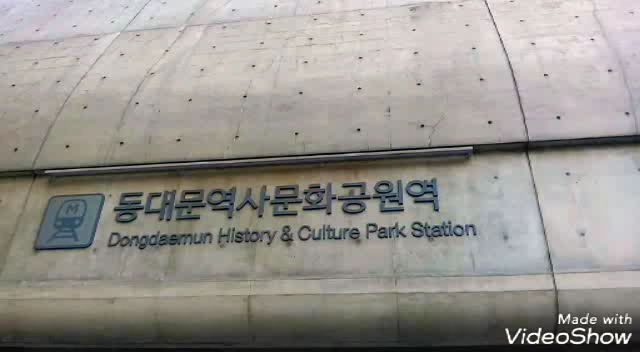 M
동대문역사문화공원역
Dongdaemun History & Culture Park Station
Made with
VideoShow